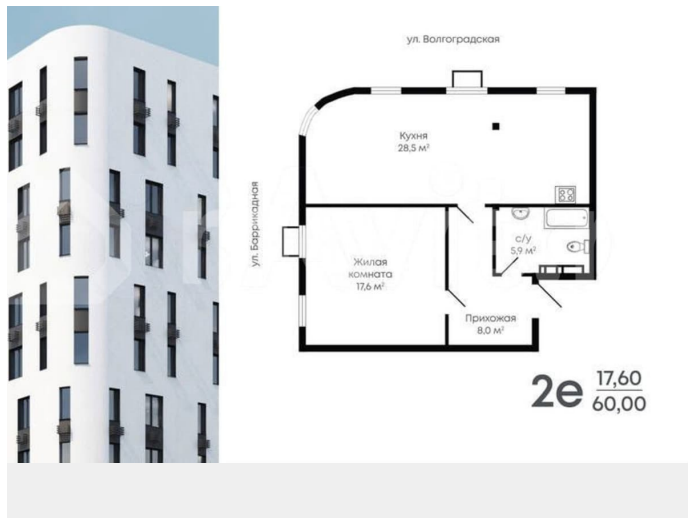 ул. Волгоградская
ул. Баррикадная
Кухня
28,5 м²
Жилая
комната
17,6 м²
с/у
5,9 м²
Прихожая
8,0 м²
2е
17,60
60,00